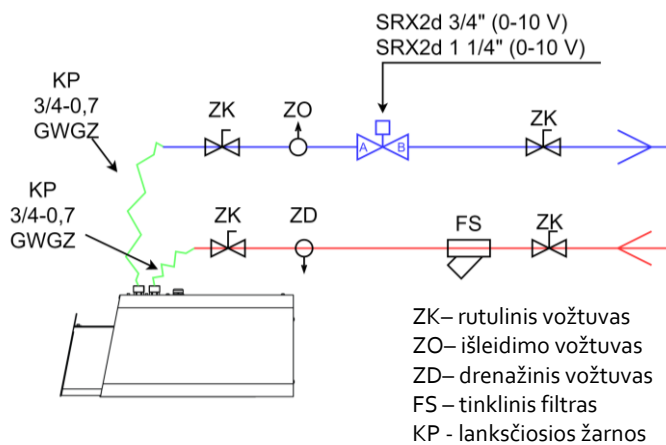 SRX2d 3/4" (0-10 V)
SRX2d 1 1/4" (0-10 V)
KP
3/4-0,7
GWGZ
ZK
ZO
ZK
A
B
KP
3/4-0,7
GWGZ
ZK
ZD
FS
ZK
ZK– rutulinis vožtuvas
ZO– išleidimo vožtuvas
ZD– drenažinis vožtuvas
FS – tinklinis filtras
KP - lanksčiosios žarnos